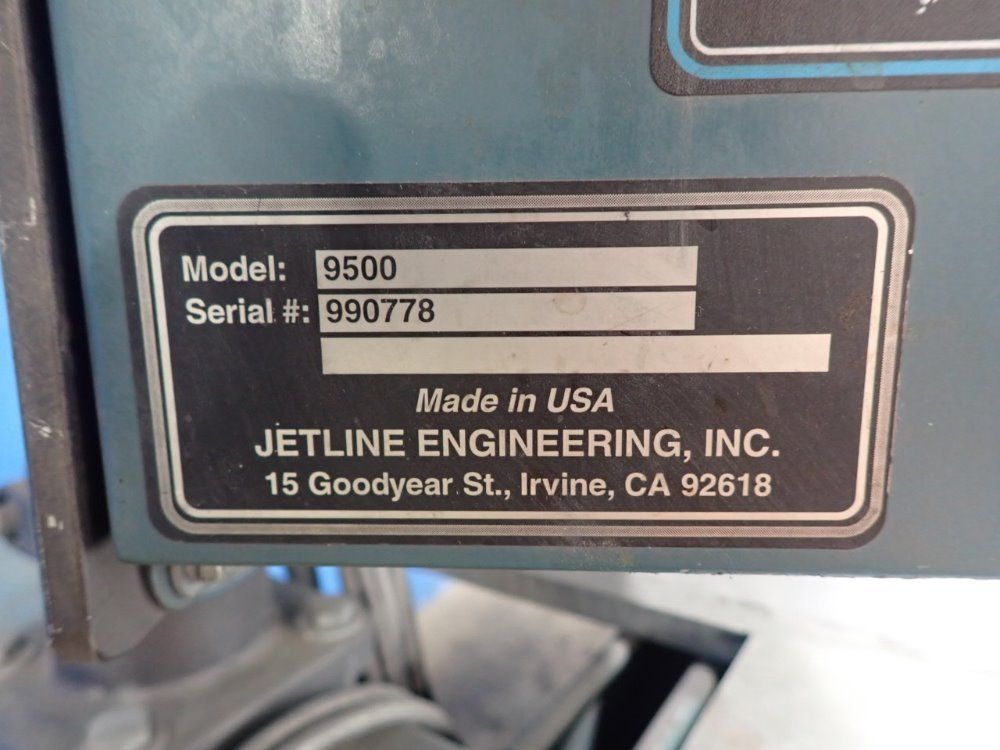 Model: 9500
Serial #: 990778
Made in USA
JETLINE ENGINEERING, INC.
15 Goodyear St., Irvine, CA 92618